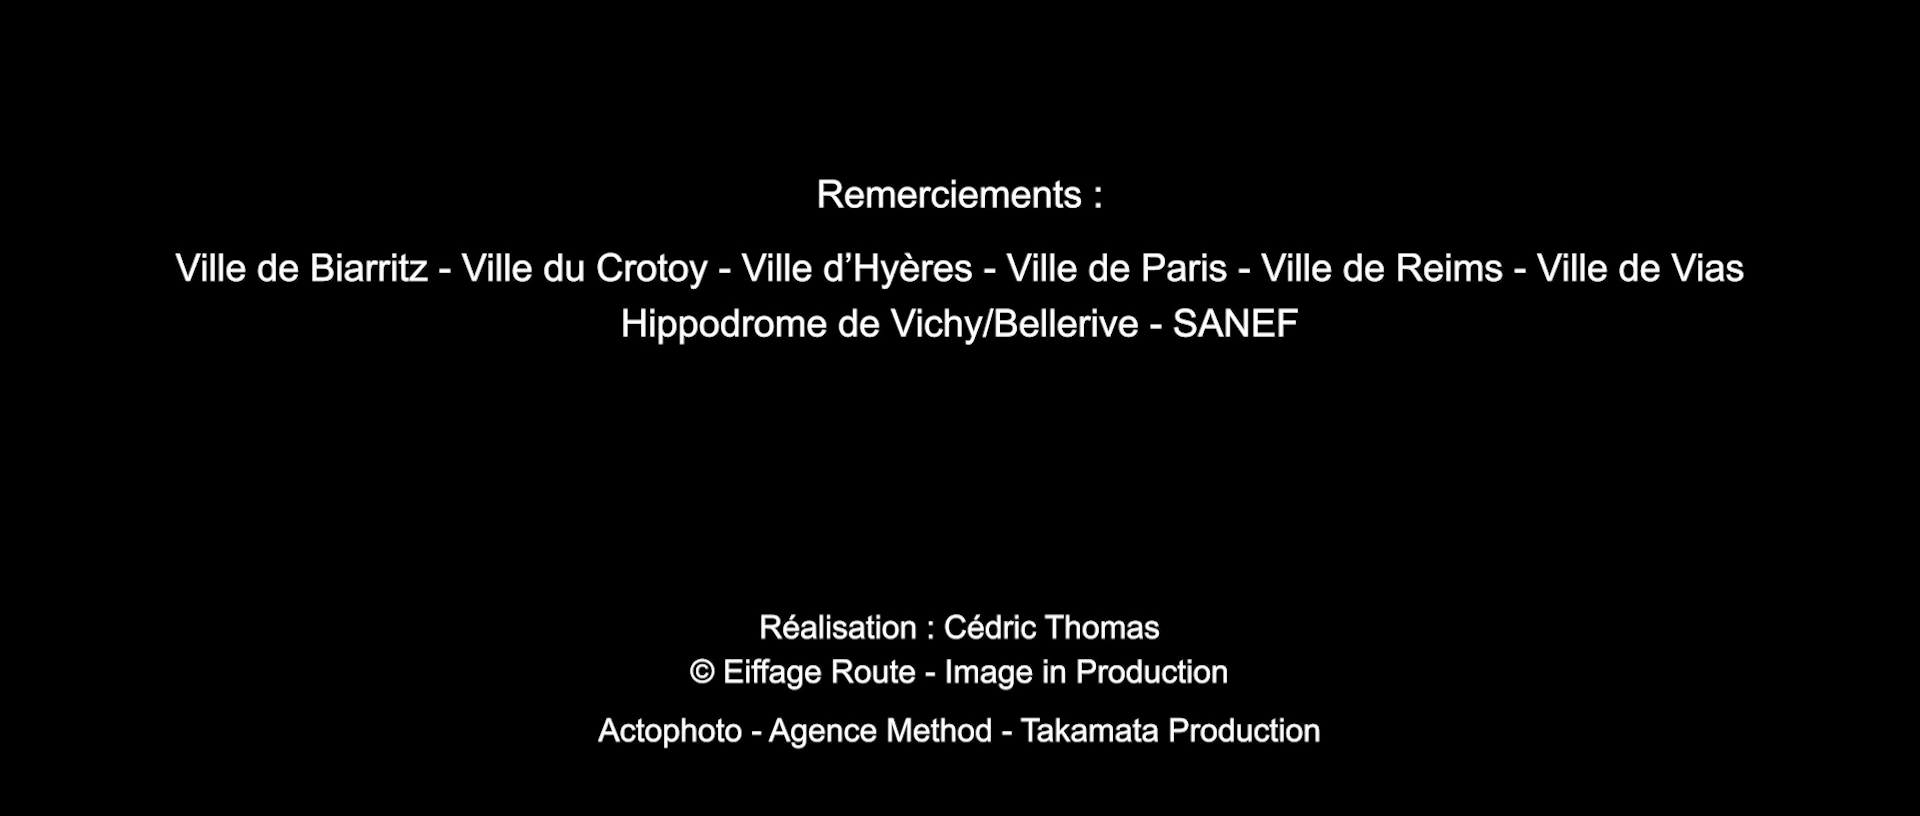 Remerciements :
Ville de Biarritz - Ville du Crotoy - Ville d’Hyères - Ville de Paris - Ville de Reims - Ville de Vias
Hippodrome de Vichy/Bellerive - SANEF
Réalisation : Cédric Thomas
© Eiffage Route - Image in Production
Actophoto - Agence Method - Takamata Production